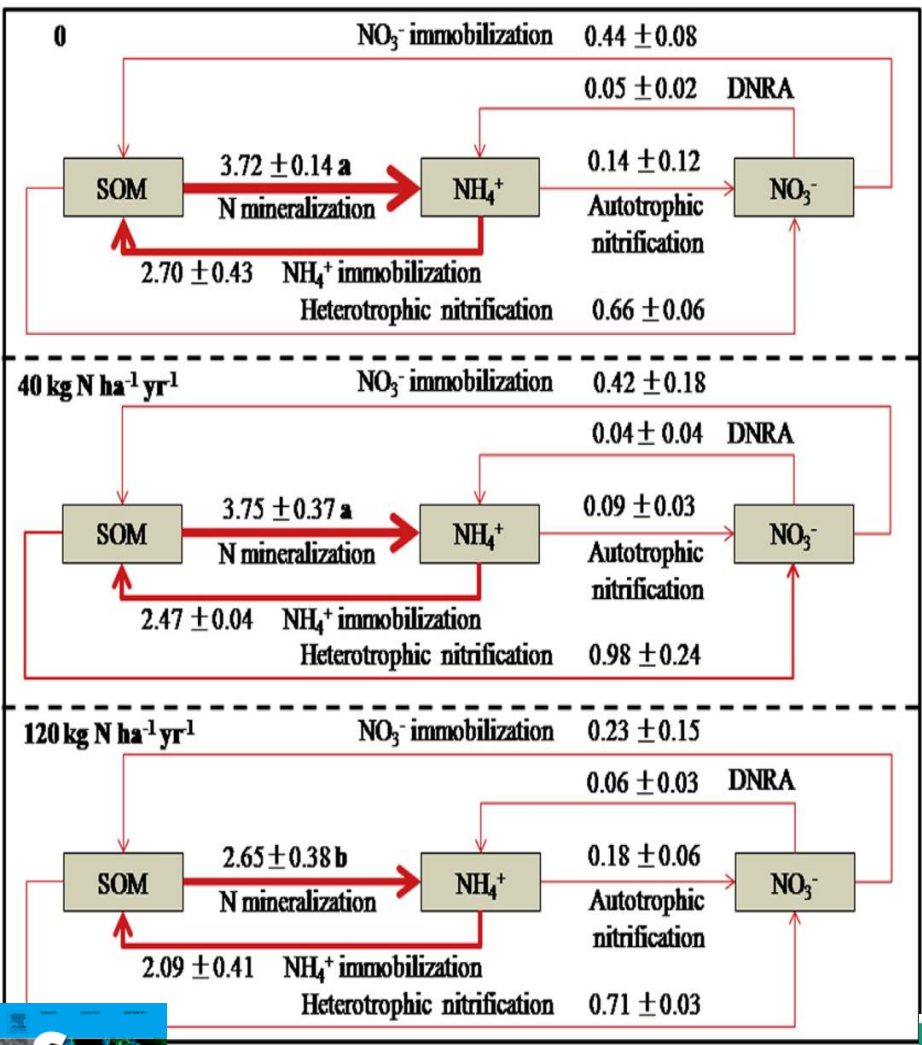 0
NO₃⁻ immobilization 0.44 ±0.08
0.05 ±0.02 DNRA
3.72 ±0.14 a
0.14 ±0.12
SOM
NH₄⁺
NO₃⁻
N mineralization
Autotrophic
nitrification
2.70 ±0.43 NH₄⁺ immobilization
Heterotrophic nitrification 0.66 ±0.06
40 kg N ha⁻¹ yr⁻¹
NO₃⁻ immobilization 0.42 ±0.18
0.04± 0.04 DNRA
3.75 ±0.37 a
0.09 ±0.03
SOM
NH₄⁺
NO₃⁻
N mineralization
Autotrophic
nitrification
2.47 ±0.04 NH₄⁺ immobilization
Heterotrophic nitrification 0.98 ±0.24
120 kg N ha⁻¹ yr⁻¹
NO₃⁻ immobilization 0.23 ±0.15
0.06 ±0.03 DNRA
2.65±0.38 b
0.18 ±0.06
SOM
NH₄⁺
NO₃⁻
N mineralization
Autotrophic
nitrification
2.09 ±0.41 NH₄⁺ immobilization
Heterotrophic nitrification 0.71 ±0.03